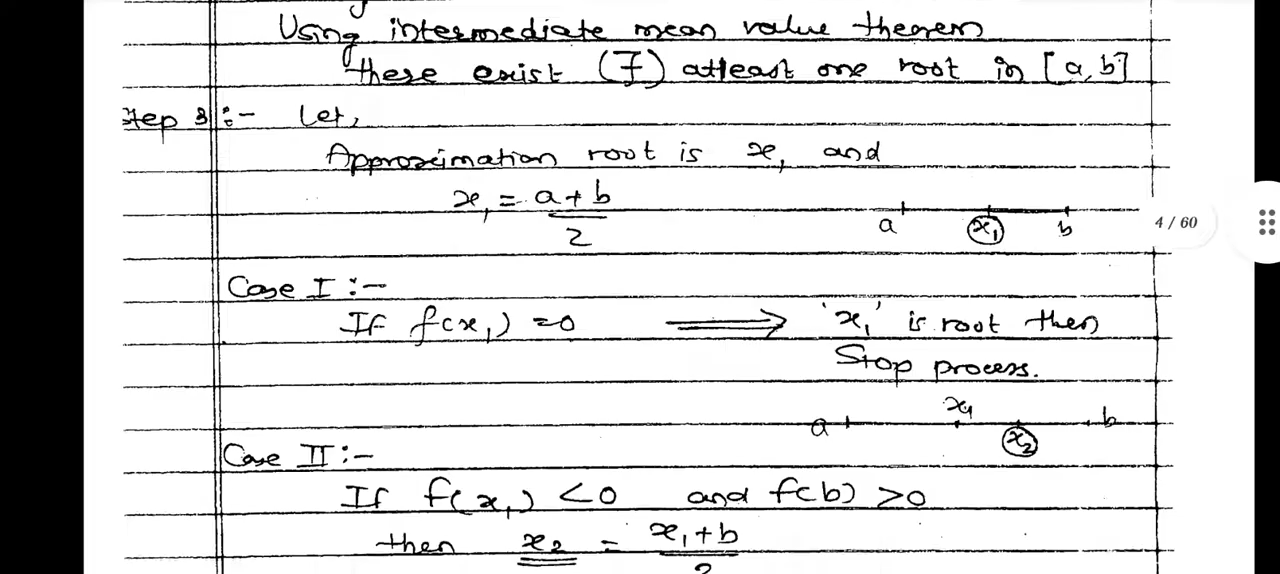 Using intermediate mean value theorem
there exist (∃) atleast one root in [a, b]
Step 3 :- Let,
Approximation root is x₁ and
x₁ = a + b / 2
a x₁ b
4 / 60
Case I :-
If f(x₁) = 0 ⟹ 'x₁' is root then
Stop process.
a x₁ x₂ b
Case II :-
If f(x₁) < 0 and f(b) > 0
then x₂ = x₁ + b / 2